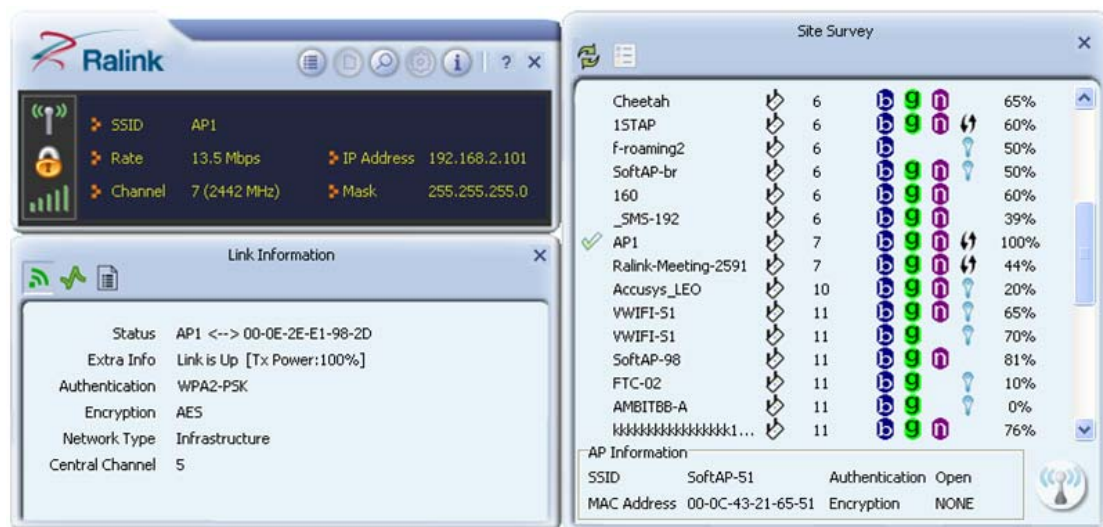 Ralink
? ×
SSID AP1
Rate 13.5 Mbps IP Address 192.168.2.101
Channel 7 (2442 MHz) Mask 255.255.255.0
Link Information ×
Status AP1 <--> 00-0E-2E-E1-98-2D
Extra Info Link is Up [Tx Power:100%]
Authentication WPA2-PSK
Encryption AES
Network Type Infrastructure
Central Channel 5
Site Survey ×
Cheetah 6 b g n 65%
1STAP 6 b g n 60%
f-roaming2 6 b 50%
SoftAP-br 6 b g n 50%
160 6 b g n 60%
_SMS-192 6 b g n 39%
AP1 7 b g n 100%
Ralink-Meeting-2591 7 b g n 44%
Accusys_LEO 10 b g n 20%
VWIFI-S1 11 b g n 65%
VWIFI-S1 11 b g 70%
SoftAP-98 11 b g n 81%
FTC-02 11 b g 10%
AMBITBB-A 11 b g 0%
kkkkkkkkkkkkkkkk1... 11 b g n 76%
AP Information
SSID SoftAP-51 Authentication Open
MAC Address 00-0C-43-21-65-51 Encryption NONE